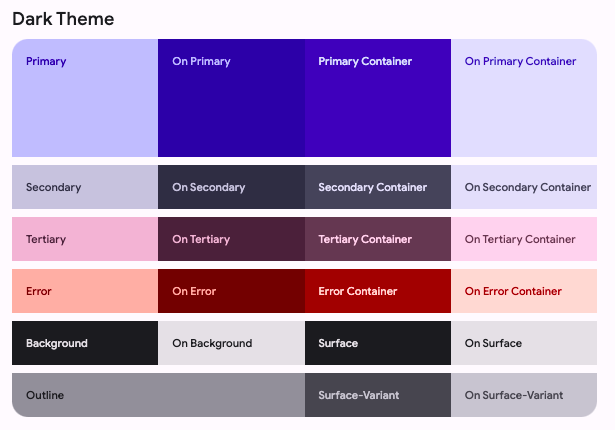 Dark Theme
Primary
On Primary
Primary Container
On Primary Container
Secondary
On Secondary
Secondary Container
On Secondary Container
Tertiary
On Tertiary
Tertiary Container
On Tertiary Container
Error
On Error
Error Container
On Error Container
Background
On Background
Surface
On Surface
Outline
Surface-Variant
On Surface-Variant